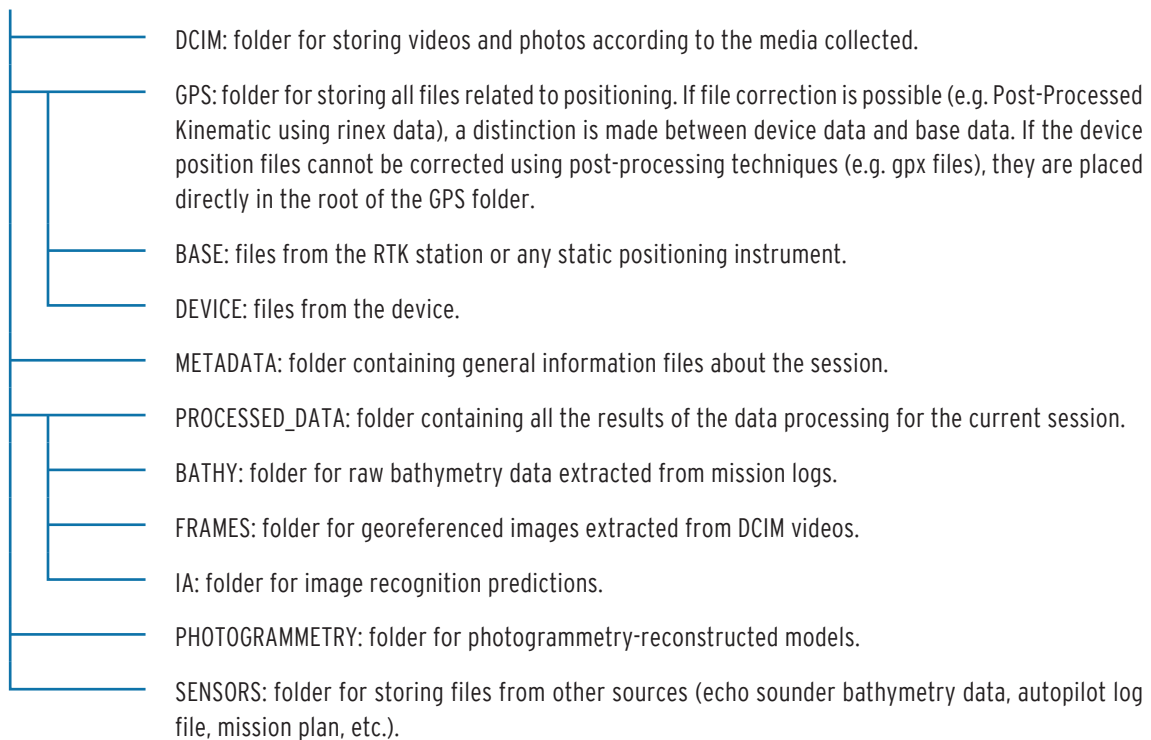 DCIM: folder for storing videos and photos according to the media collected.
GPS: folder for storing all files related to positioning. If file correction is possible (e.g. Post-Processed
Kinematic using rinex data), a distinction is made between device data and base data. If the device
position files cannot be corrected using post-processing techniques (e.g. gpx files), they are placed
directly in the root of the GPS folder.
BASE: files from the RTK station or any static positioning instrument.
DEVICE: files from the device.
METADATA: folder containing general information files about the session.
PROCESSED_DATA: folder containing all the results of the data processing for the current session.
BATHY: folder for raw bathymetry data extracted from mission logs.
FRAMES: folder for georeferenced images extracted from DCIM videos.
IA: folder for image recognition predictions.
PHOTOGRAMMETRY: folder for photogrammetry-reconstructed models.
SENSORS: folder for storing files from other sources (echo sounder bathymetry data, autopilot log
file, mission plan, etc.).